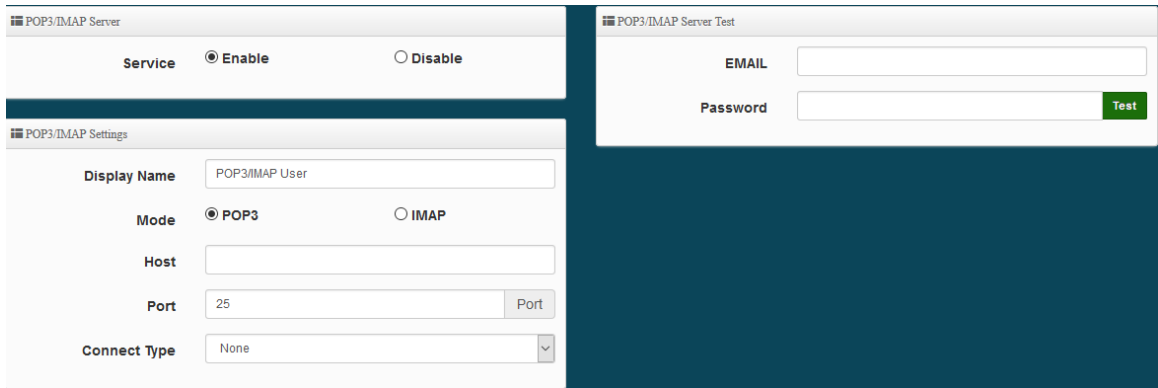 POP3/IMAP Server
Service Enable Disable
POP3/IMAP Settings
Display Name POP3/IMAP User
Mode POP3 IMAP
Host
Port 25 Port
Connect Type None
POP3/IMAP Server Test
EMAIL
Password Test